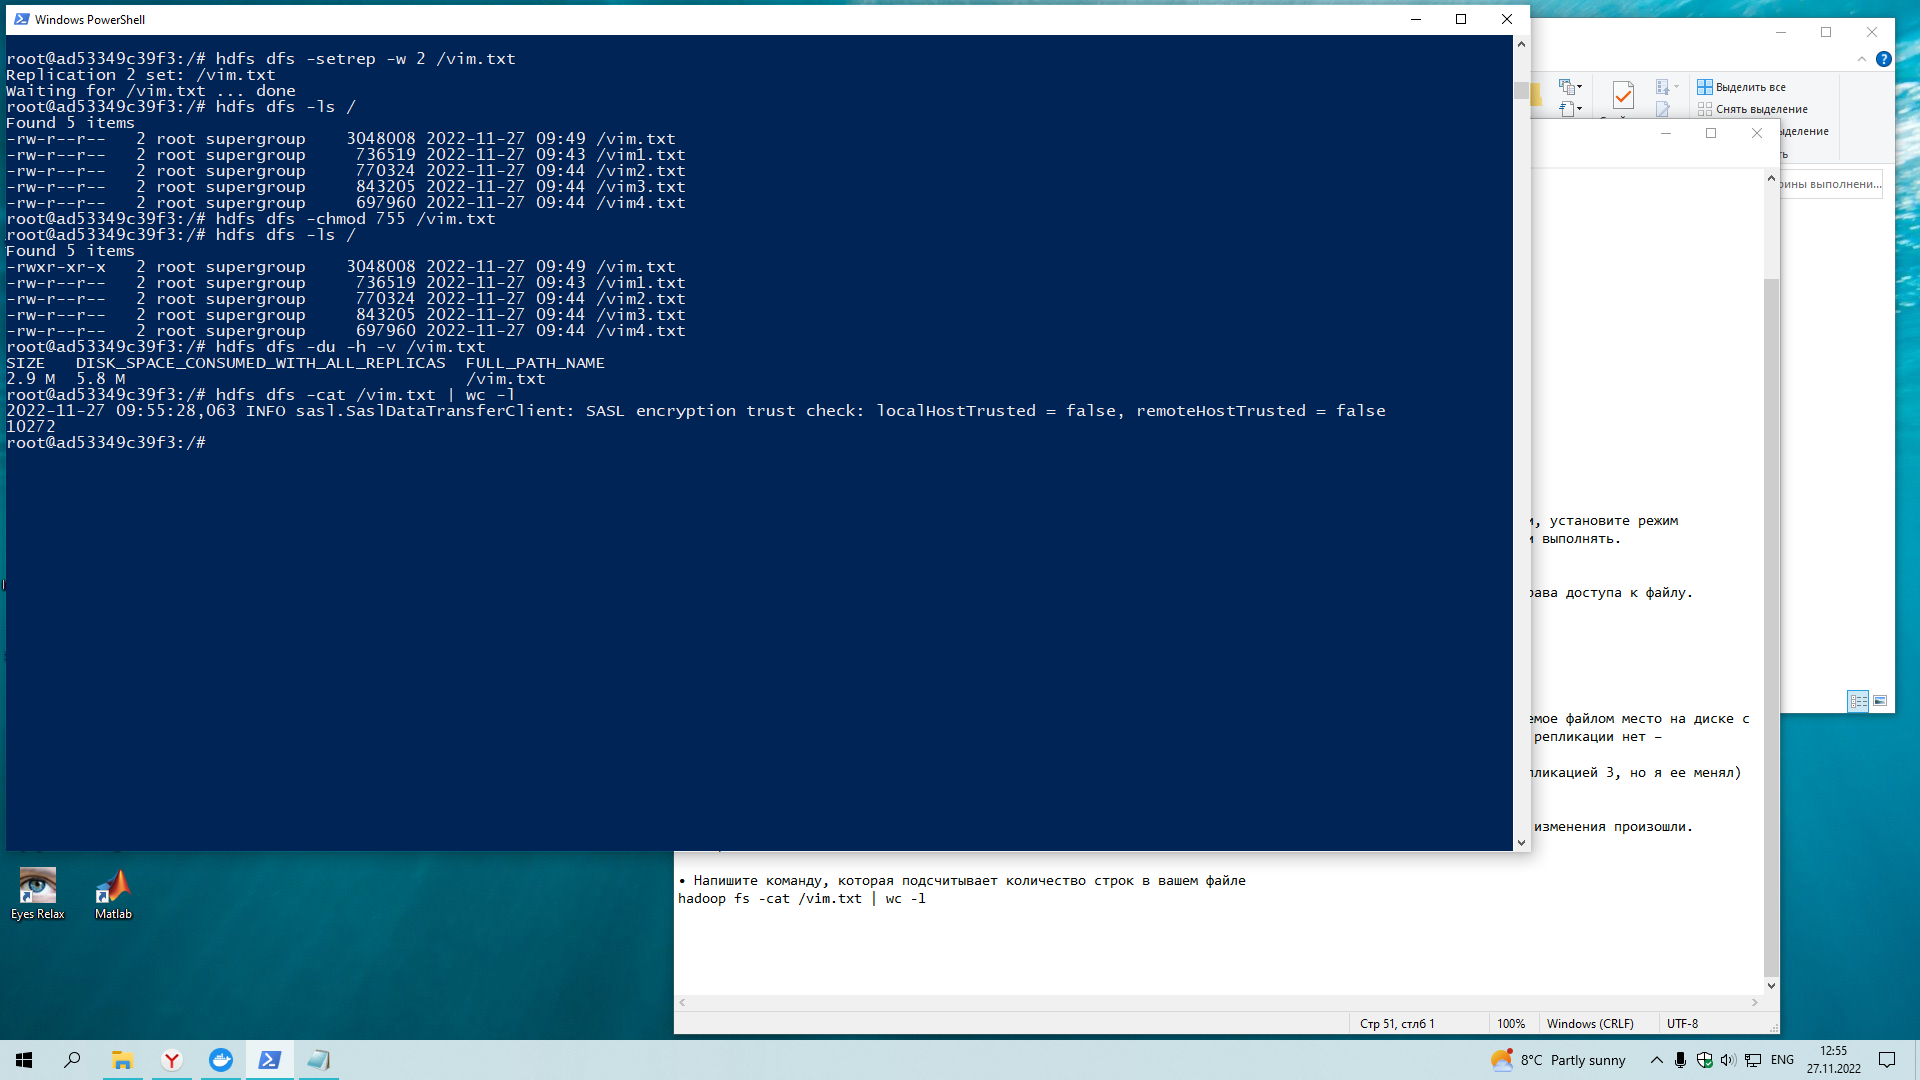 Windows PowerShell
root@ad53349c39f3:/# hdfs dfs -setrep -w 2 /vim.txt
Replication 2 set: /vim.txt
Waiting for /vim.txt ... done
root@ad53349c39f3:/# hdfs dfs -ls /
Found 5 items
-rw-r--r--   2 root supergroup    3048008 2022-11-27 09:49 /vim.txt
-rw-r--r--   2 root supergroup     736519 2022-11-27 09:43 /vim1.txt
-rw-r--r--   2 root supergroup     770324 2022-11-27 09:44 /vim2.txt
-rw-r--r--   2 root supergroup     843205 2022-11-27 09:44 /vim3.txt
-rw-r--r--   2 root supergroup     697960 2022-11-27 09:44 /vim4.txt
root@ad53349c39f3:/# hdfs dfs -chmod 755 /vim.txt
root@ad53349c39f3:/# hdfs dfs -ls /
Found 5 items
-rwxr-xr-x   2 root supergroup    3048008 2022-11-27 09:49 /vim.txt
-rw-r--r--   2 root supergroup     736519 2022-11-27 09:43 /vim1.txt
-rw-r--r--   2 root supergroup     770324 2022-11-27 09:44 /vim2.txt
-rw-r--r--   2 root supergroup     843205 2022-11-27 09:44 /vim3.txt
-rw-r--r--   2 root supergroup     697960 2022-11-27 09:44 /vim4.txt
root@ad53349c39f3:/# hdfs dfs -du -h -v /vim.txt
SIZE   DISK_SPACE_CONSUMED_WITH_ALL_REPLICAS  FULL_PATH_NAME
2.9 M  5.8 M                                  /vim.txt
root@ad53349c39f3:/# hdfs dfs -cat /vim.txt | wc -l
2022-11-27 09:55:28,063 INFO sasl.SaslDataTransferClient: SASL encryption trust check: localHostTrusted = false, remoteHostTrusted = false
10272
root@ad53349c39f3:/#
Выделить все
Снять выделение
ыделение
ины выполнени...
, установите режим
выполнять.
рава доступа к файлу.
емое файлом место на диске с
репликации нет –
пликацией 3, но я ее менял)
изменения произошли.
• Напишите команду, которая подсчитывает количество строк в вашем файле
hadoop fs -cat /vim.txt | wc -l
Стр 51, стлб 1
100%
Windows (CRLF)
UTF-8
Eyes Relax
Matlab
8°C Partly sunny
ENG
12:55
27.11.2022